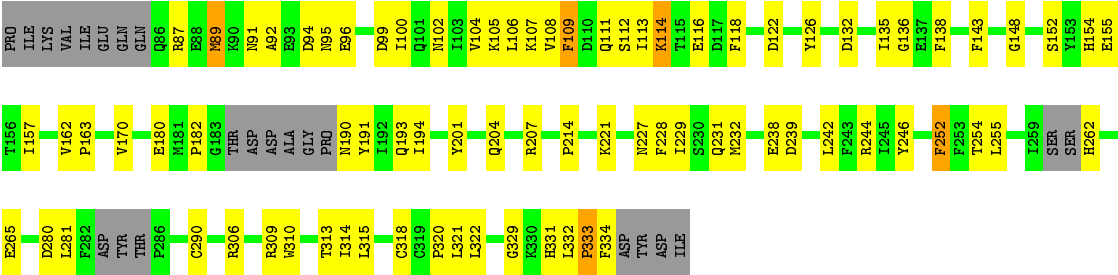 PRO ILE LYS VAL ILE GLU GLN GLN Q86 R87 E88 M89 K90 N91 A92 E93 D94 N95 E96 D99 I100 Q101 N102 I103 V104 K105 L106 K107 V108 F109 D110 Q111 S112 I113 K114 T115 E116 D117 F118 D122 Y126 D132 I135 G136 E137 F138 F143 G148 S152 Y153 H154 E155
T156 I157 V162 P163 V170 E180 M181 P182 G183 THR ASP ASP ALA GLY PRO N190 Y191 I192 Q193 I194 Y201 Q204 R207 P214 K221 N227 F228 I229 S230 Q231 M232 E238 D239 L242 F243 R244 I245 Y246 F252 F253 T254 L255 I259 SER SER H262
E265 D280 L281 F282 ASP TYR THR P286 C290 R306 R309 W310 T313 I314 L315 C318 C319 P320 L321 L322 G329 K330 H331 L332 P333 F334 ASP TYR ASP ILE